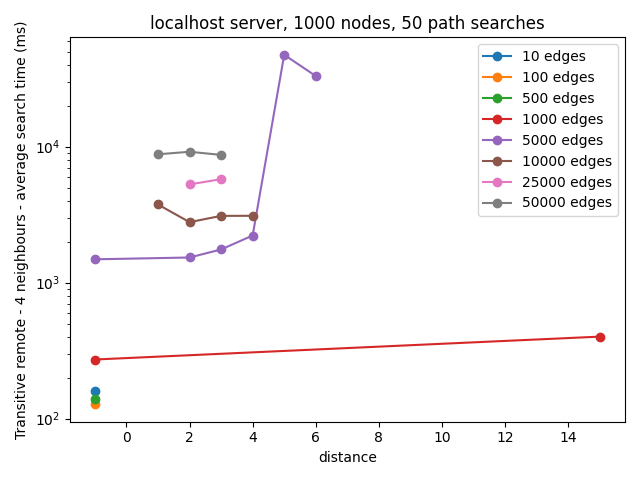 localhost server, 1000 nodes, 50 path searches
Transitive remote - 4 neighbours - average search time (ms)
10 edges
100 edges
500 edges
1000 edges
5000 edges
10000 edges
25000 edges
50000 edges
10^4
10^3
10^2
0 2 4 6 8 10 12 14
distance